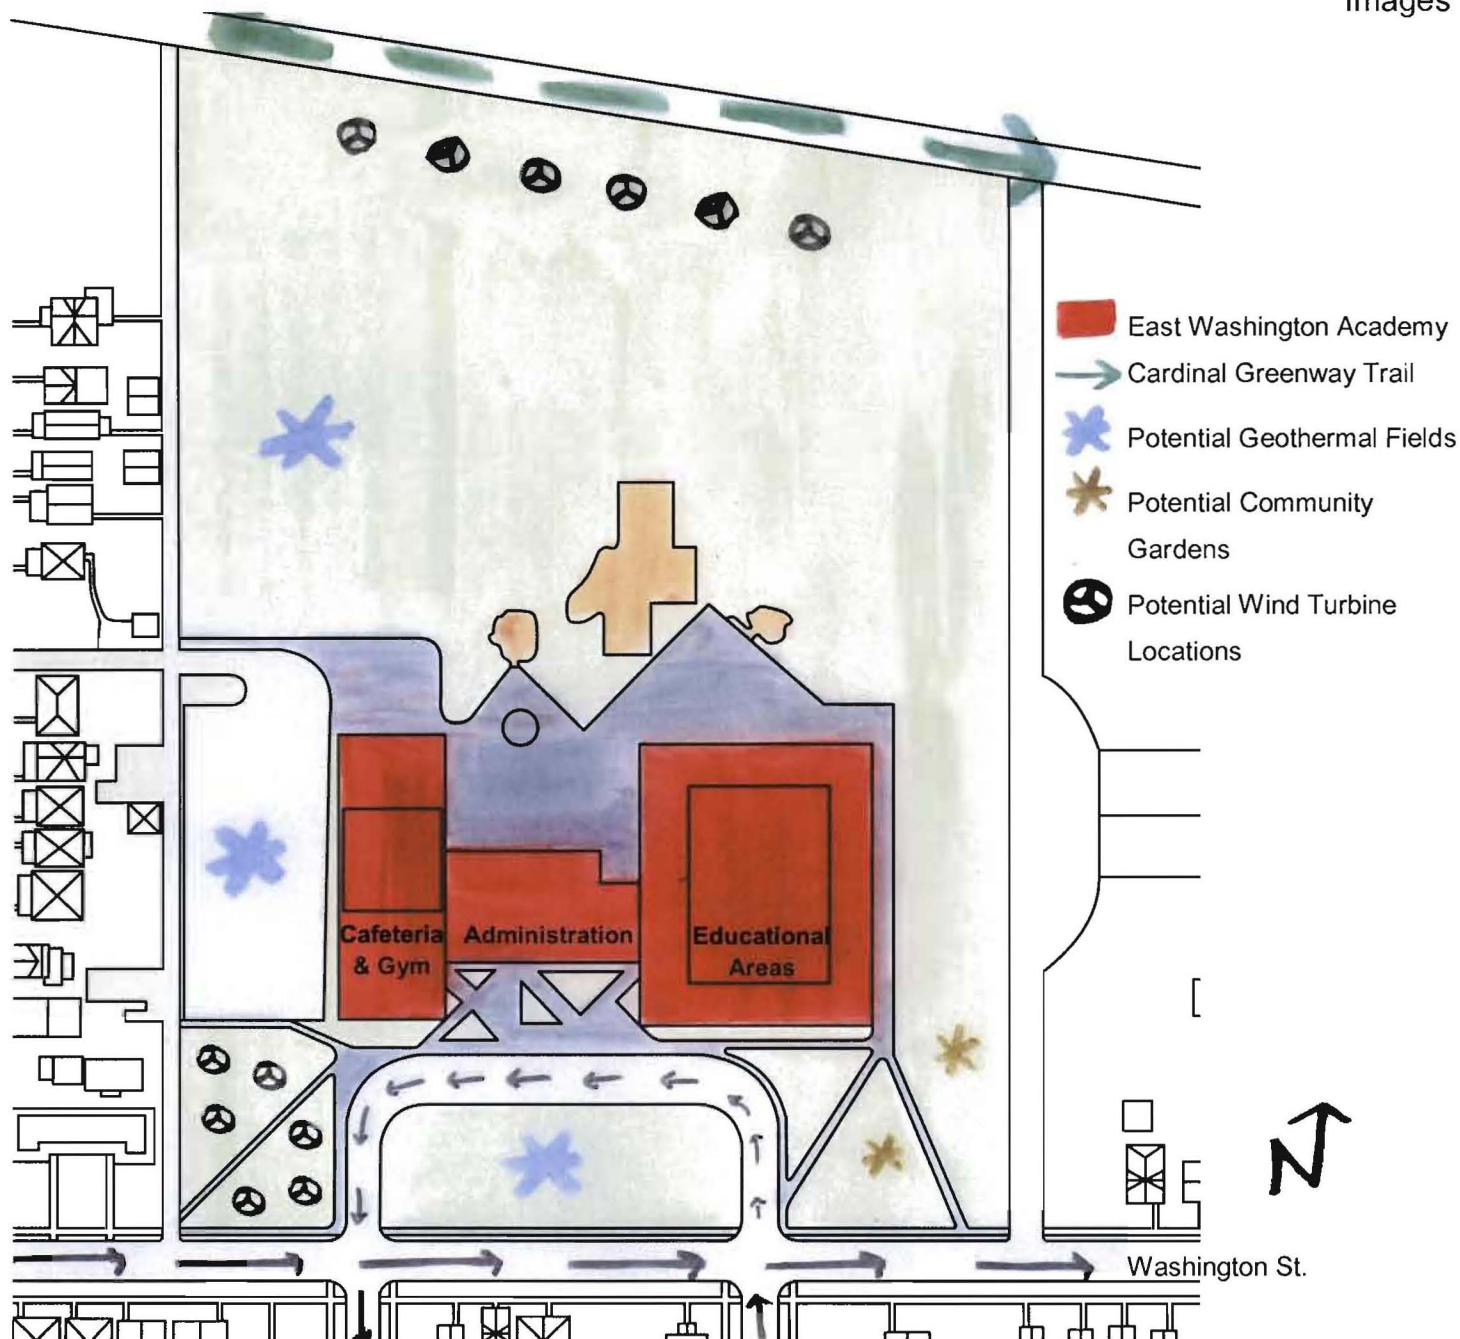 Images
East Washington Academy
Cardinal Greenway Trail
Potential Geothermal Fields
Potential Community
Gardens
Potential Wind Turbine
Locations
Cafeteria
& Gym
Administration
Educational
Areas
N
Washington St.